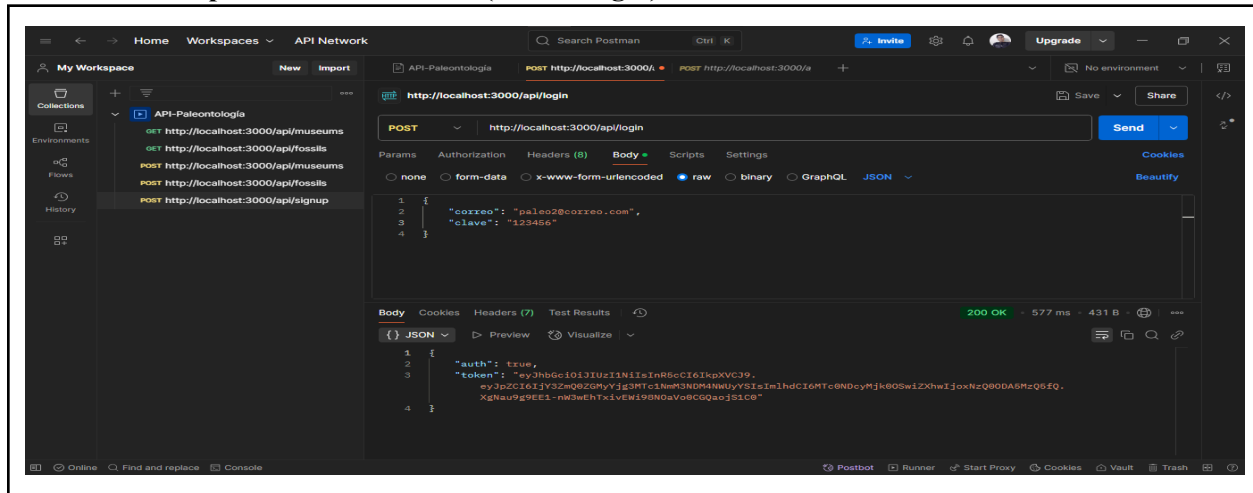 Home Workspaces API Network Search Postman Ctrl K Invite Upgrade
My Workspace New Import API-Paleontología POST http://localhost:3000/a POST http://localhost:3000/a No environment
Collections
Environments
Flows
History
API-Paleontología
GET http://localhost:3000/api/museums
GET http://localhost:3000/api/fossils
POST http://localhost:3000/api/museums
POST http://localhost:3000/api/fossils
POST http://localhost:3000/api/signup
HTTP http://localhost:3000/api/login Save Share
POST http://localhost:3000/api/login Send
Params Authorization Headers (8) Body Scripts Settings Cookies
none form-data x-www-form-urlencoded raw binary GraphQL JSON Beautify
1 {
2 "correo": "paleo2@correo.com",
3 "clave": "123456"
4 }
Body Cookies Headers (7) Test Results 200 OK 577 ms 431 B
{} JSON Preview Visualize
1 {
2 "auth": true,
3 "token":
4 }
Online Find and replace Console Postbot Runner Start Proxy Cookies Vault Trash